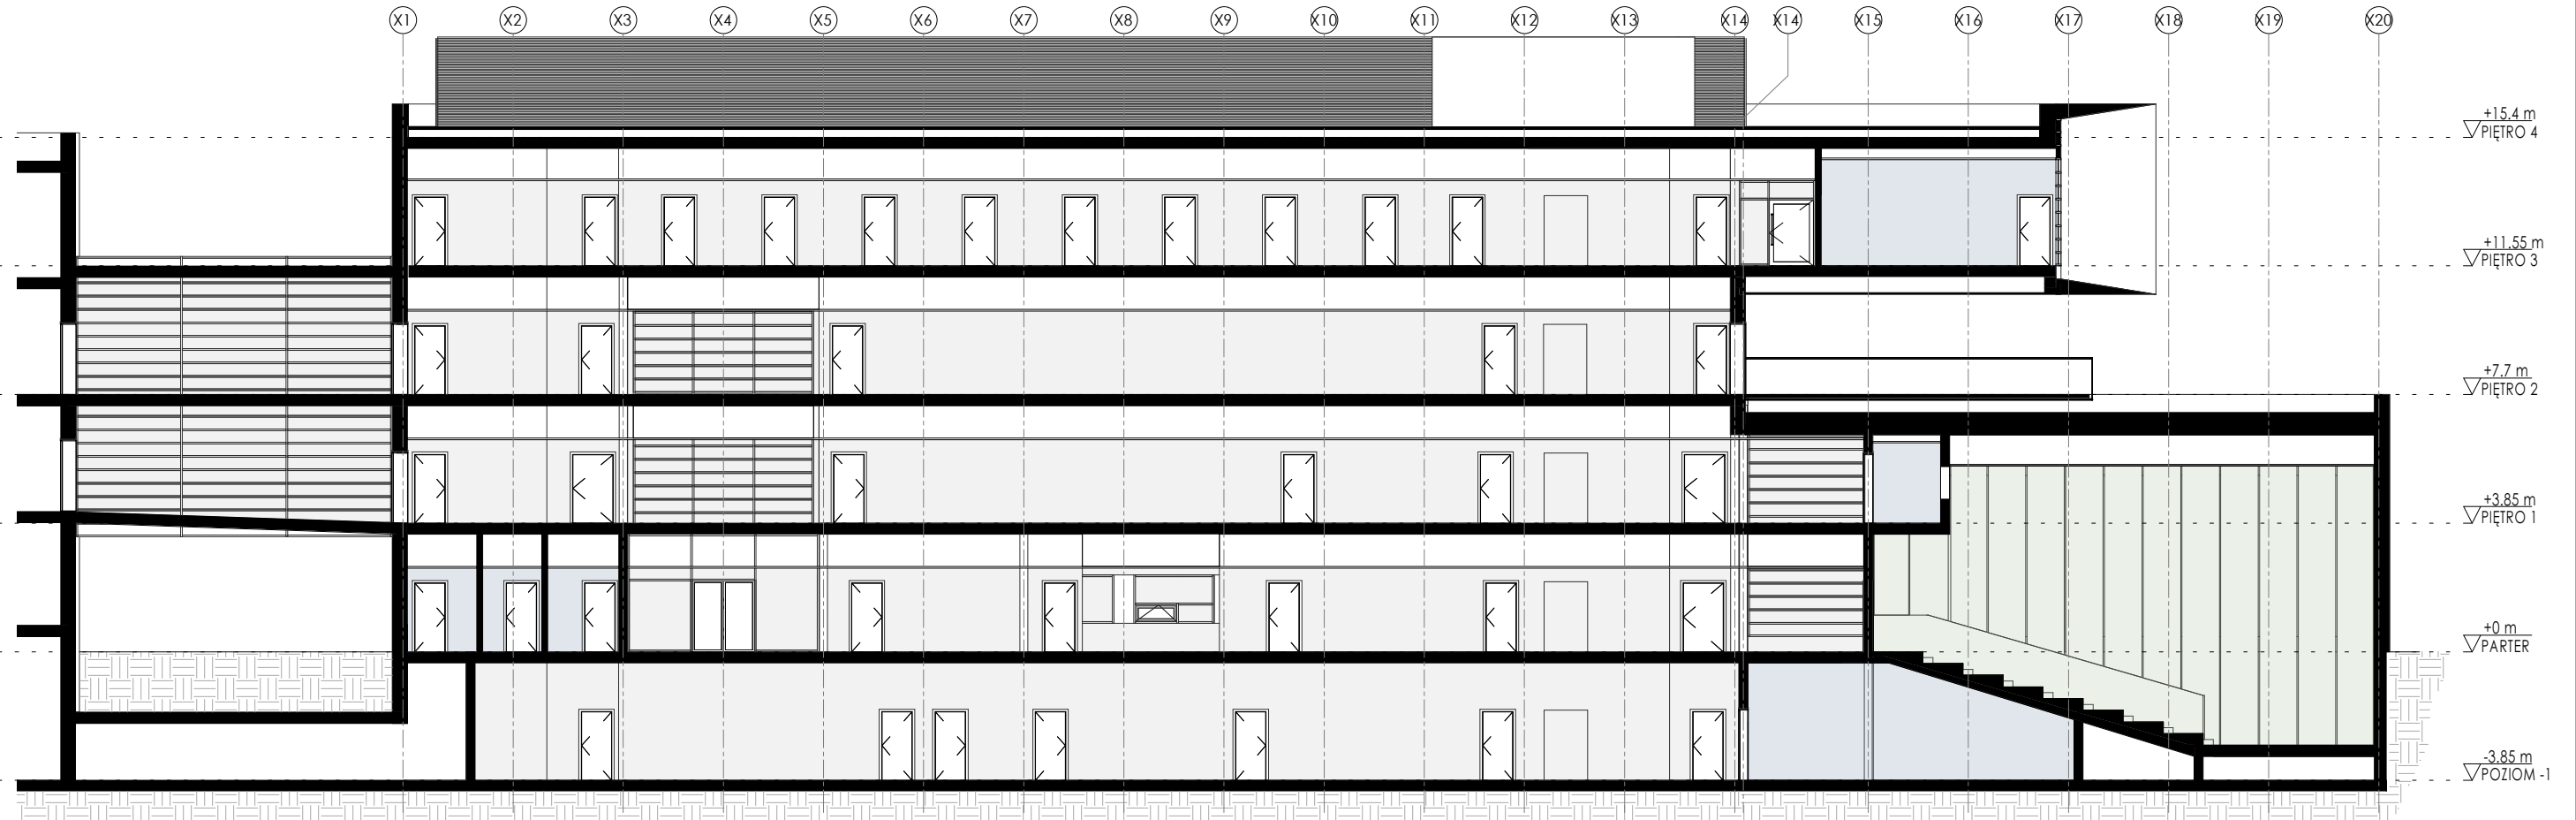 X1 X2 X3 X4 X5 X6 X7 X8 X9 X10 X11 X12 X13 X14 X14' X15 X16 X17 X18 X19 X20
+15.4 m
PIĘTRO 4
+11.55 m
PIĘTRO 3
+7.7 m
PIĘTRO 2
+3.85 m
PIĘTRO 1
+0 m
PARTER
-3.85 m
POZIOM -1